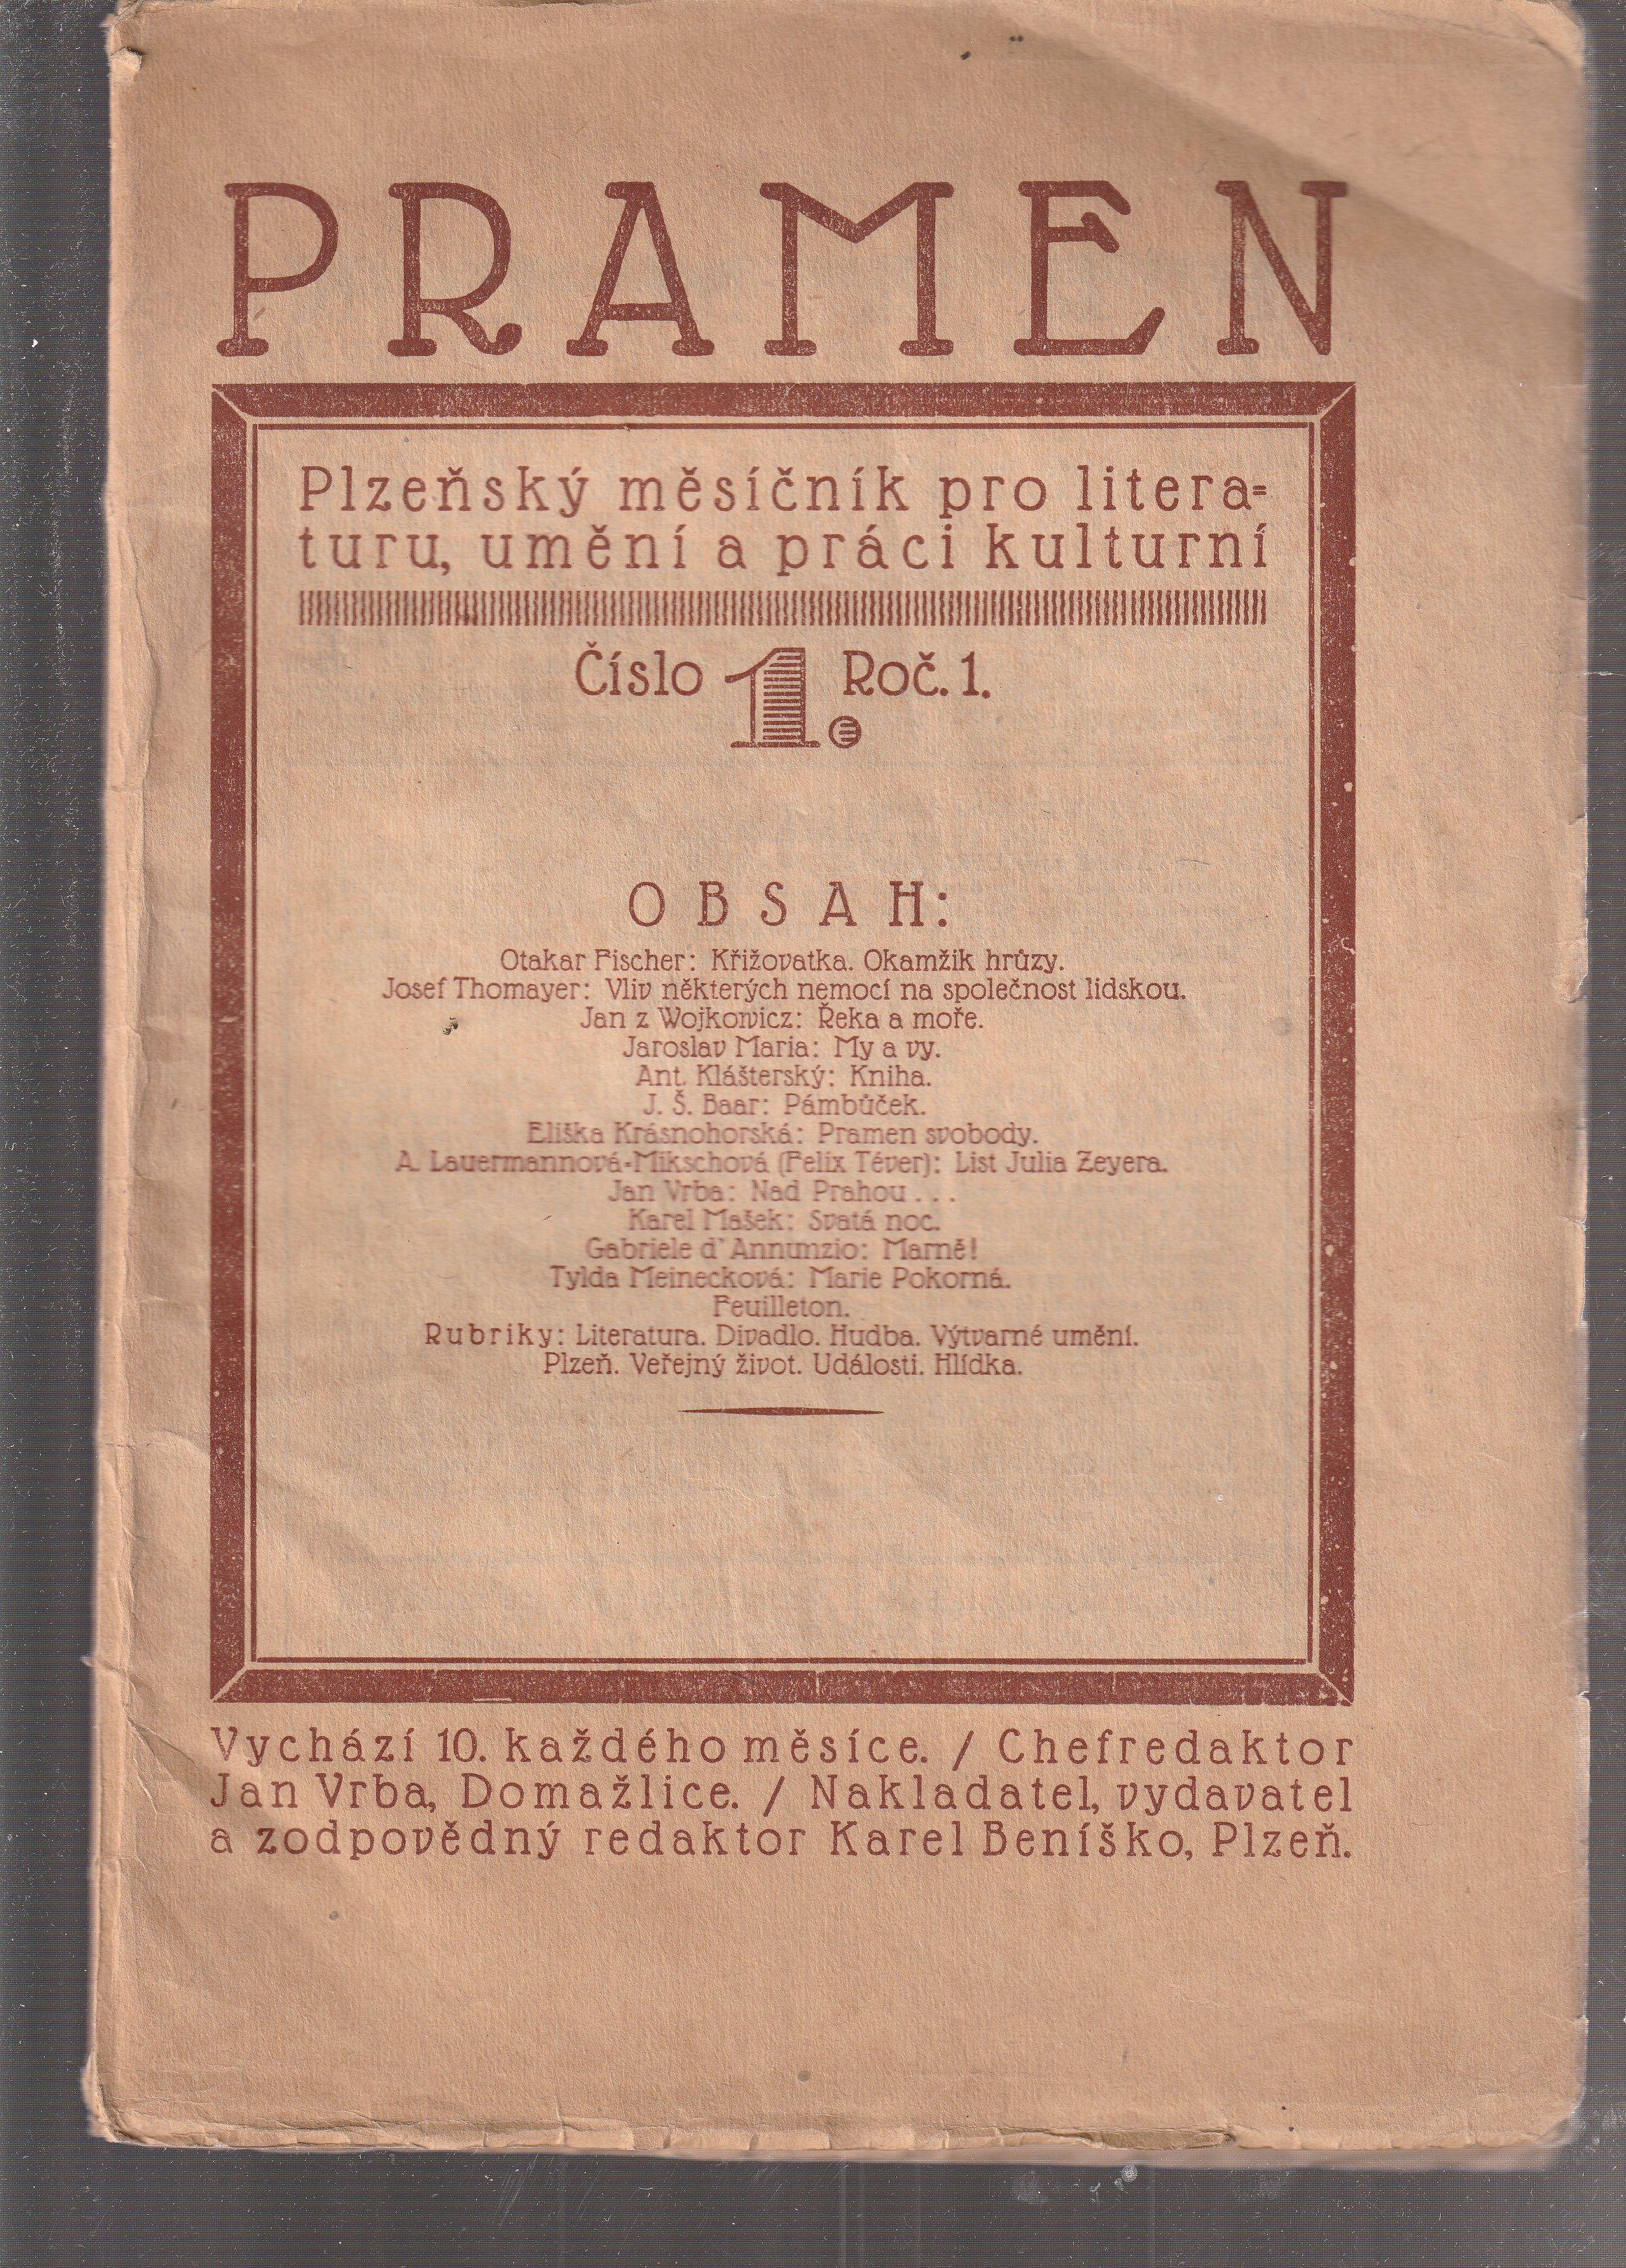 PRAMEN
Plzeňský měsíčník pro litera=
turu, umění a práci kulturní
Číslo 1. Roč. 1.
OBSAH:
Otakar Fischer: Křižovatka. Okamžik hrůzy.
Josef Thomayer: Vliv některých nemocí na společnost lidskou.
Jan z Wojkowicz: Řeka a moře.
Jaroslav Maria: My a vy.
Ant. Klášterský: Kniha.
J. Š. Baar: Pámbůček.
Eliška Krásnohorská: Pramen svobody.
A. Lauermannová-Mikschová (Felix Téver): List Julia Zeyera.
Jan Vrba: Nad Prahou . . .
Karel Mašek: Svatá noc.
Gabriele d'Annunzio: Marně!
Tylda Meinecková: Marie Pokorná.
Feuilleton.
Rubriky: Literatura. Divadlo. Hudba. Výtvarné umění.
Plzeň. Veřejný život. Události. Hlídka.
Vychází 10. každého měsíce. / Chefredaktor
Jan Vrba, Domažlice. / Nakladatel, vydavatel
a zodpovědný redaktor Karel Beníško, Plzeň.